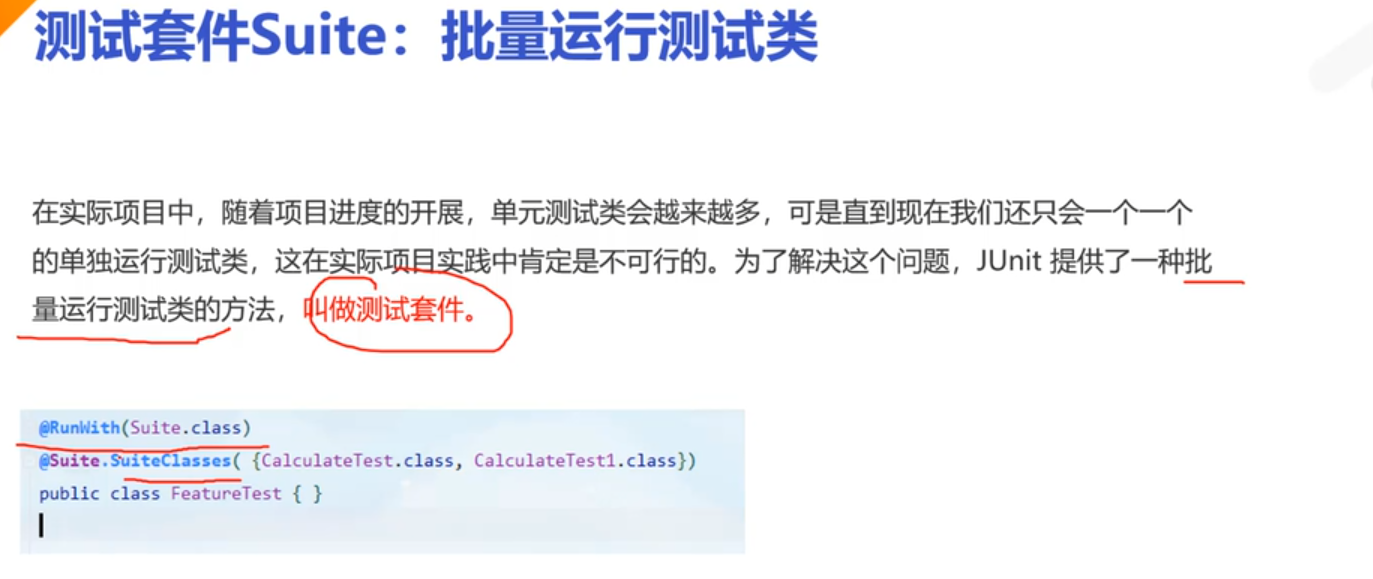 测试套件Suite：批量运行测试类
在实际项目中，随着项目进度的开展，单元测试类会越来越多，可是直到现在我们还只会一个一个
的单独运行测试类，这在实际项目实践中肯定是不可行的。为了解决这个问题，JUnit 提供了一种批
量运行测试类的方法，叫做测试套件。
@RunWith(Suite.class)
@Suite.SuiteClasses( {CalculateTest.class, CalculateTest1.class})
public class FeatureTest { }